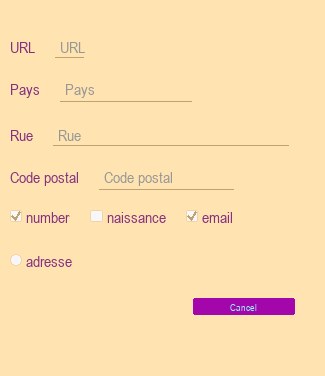 URL URL
Pays Pays
Rue Rue
Code postal Code postal
number naissance email
adresse
Cancel